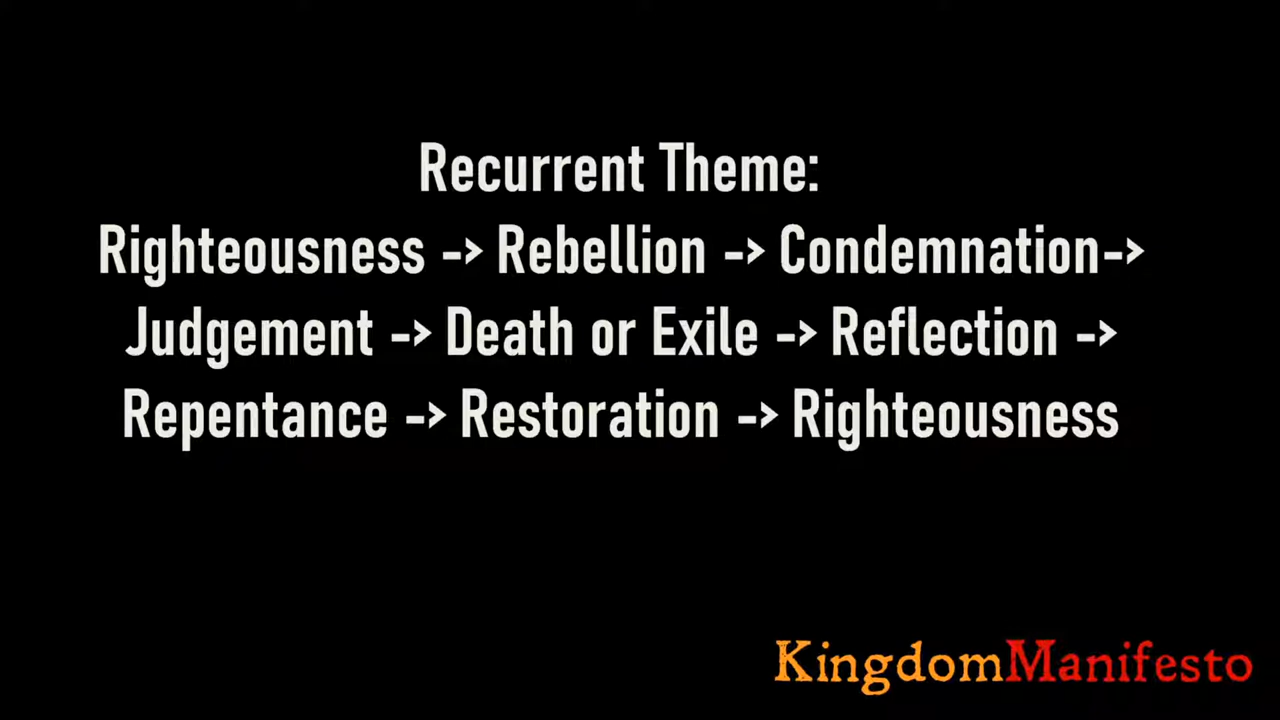 Recurrent Theme:
Righteousness -> Rebellion -> Condemnation->
Judgement -> Death or Exile -> Reflection ->
Repentance -> Restoration -> Righteousness
KingdomManifesto